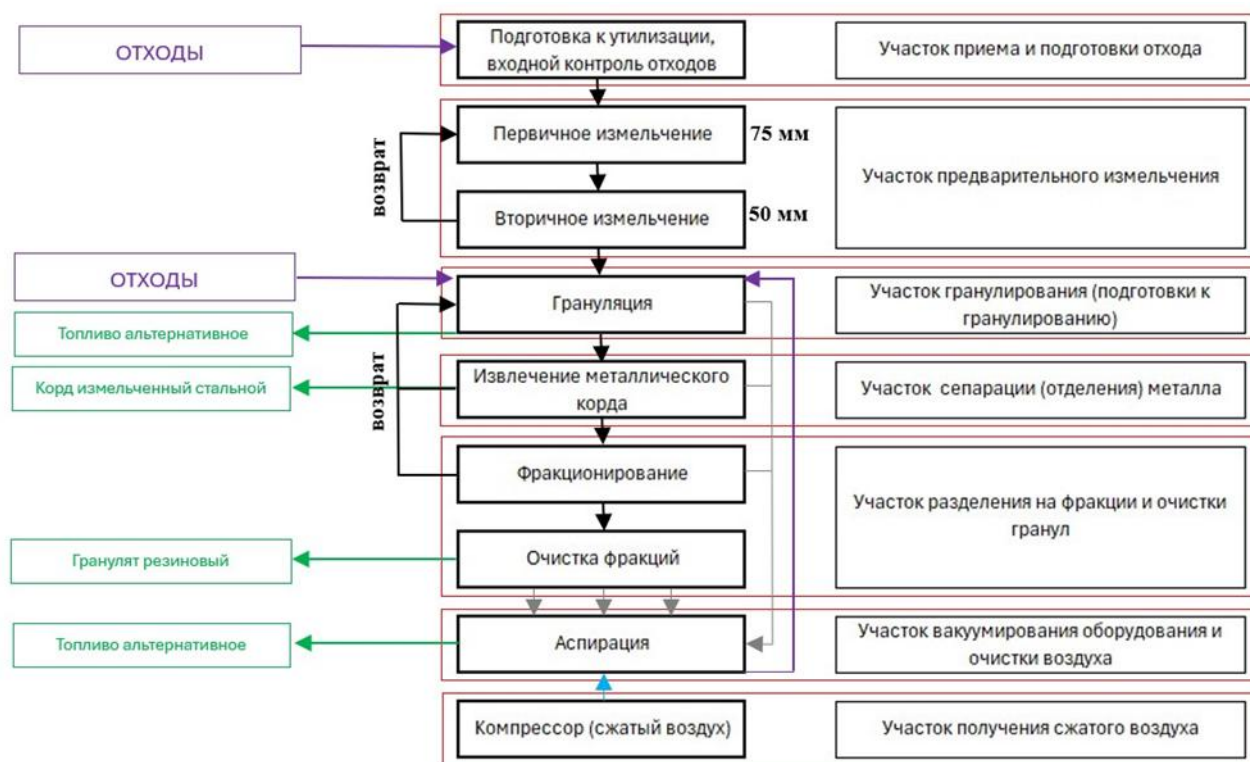 ОТХОДЫ
Подготовка к утилизации,
входной контроль отходов
Участок приема и подготовки отхода
возврат
Первичное измельчение
75 мм
Вторичное измельчение
50 мм
Участок предварительного измельчения
ОТХОДЫ
Грануляция
Участок гранулирования (подготовки к
гранулированию)
Топливо альтернативное
возврат
Корд измельченный стальной
Извлечение металлического
корда
Участок сепарации (отделения) металла
Фракционирование
Участок разделения на фракции и очистки
гранул
Гранулят резиновый
Очистка фракций
Топливо альтернативное
Аспирация
Участок вакуумирования оборудования и
очистки воздуха
Компрессор (сжатый воздух)
Участок получения сжатого воздуха